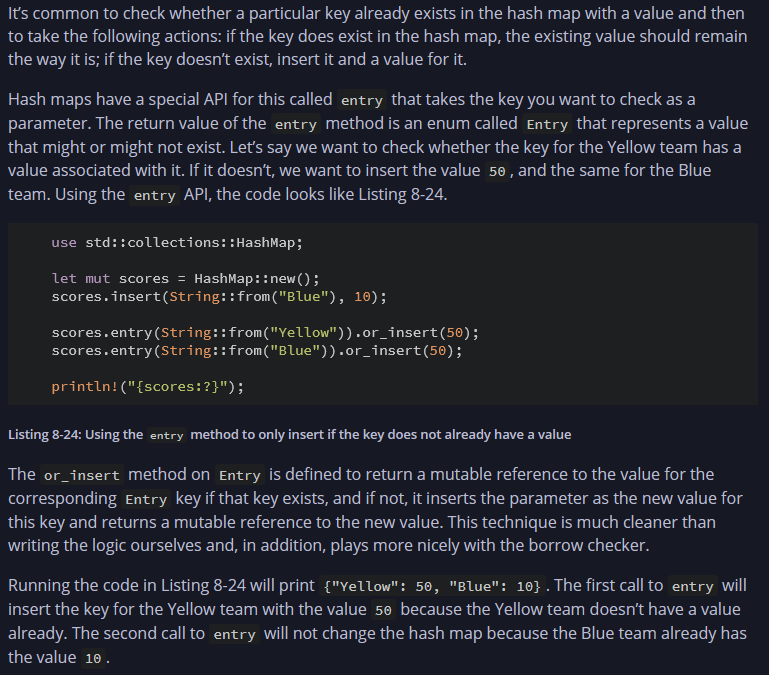 It’s common to check whether a particular key already exists in the hash map with a value and then
to take the following actions: if the key does exist in the hash map, the existing value should remain
the way it is; if the key doesn’t exist, insert it and a value for it.
Hash maps have a special API for this called entry that takes the key you want to check as a
parameter. The return value of the entry method is an enum called Entry that represents a value
that might or might not exist. Let’s say we want to check whether the key for the Yellow team has a
value associated with it. If it doesn’t, we want to insert the value 50, and the same for the Blue
team. Using the entry API, the code looks like Listing 8-24.
use std::collections::HashMap;
let mut scores = HashMap::new();
scores.insert(String::from("Blue"), 10);
scores.entry(String::from("Yellow")).or_insert(50);
scores.entry(String::from("Blue")).or_insert(50);
println!("{scores:?}");
Listing 8-24: Using the entry method to only insert if the key does not already have a value
The or_insert method on Entry is defined to return a mutable reference to the value for the
corresponding Entry key if that key exists, and if not, it inserts the parameter as the new value for
this key and returns a mutable reference to the new value. This technique is much cleaner than
writing the logic ourselves and, in addition, plays more nicely with the borrow checker.
Running the code in Listing 8-24 will print {"Yellow": 50, "Blue": 10}. The first call to entry will
insert the key for the Yellow team with the value 50 because the Yellow team doesn’t have a value
already. The second call to entry will not change the hash map because the Blue team already has
the value 10.